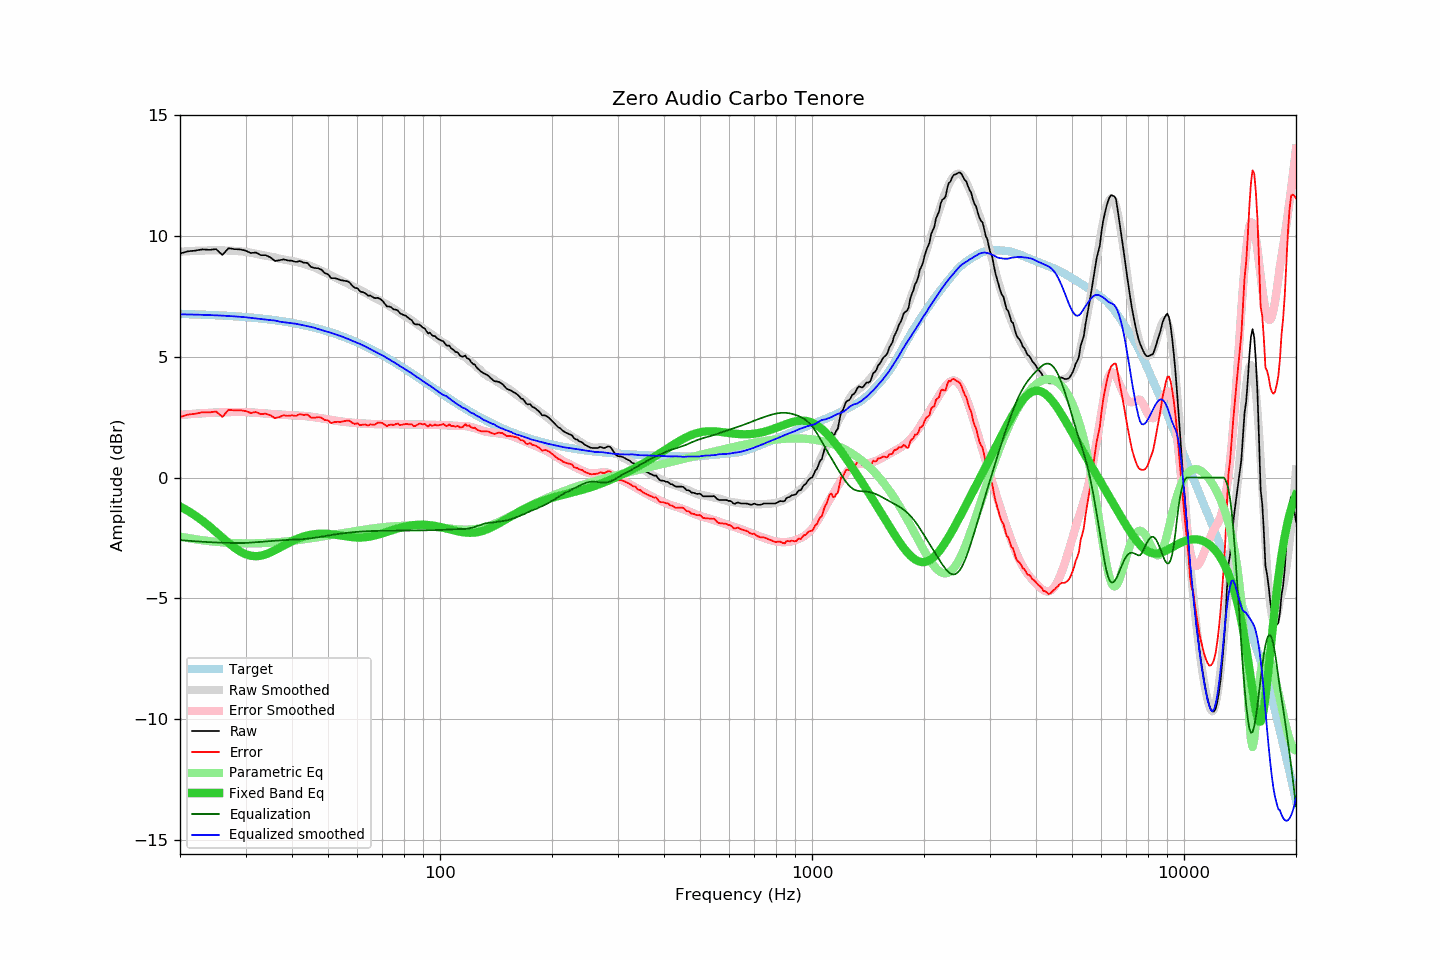 Zero Audio Carbo Tenore
15
10
5
0
−5
−10
−15
Amplitude (dBr)
Target
Raw Smoothed
Error Smoothed
Raw
Error
Parametric Eq
Fixed Band Eq
Equalization
Equalized smoothed
100
1000
10000
Frequency (Hz)